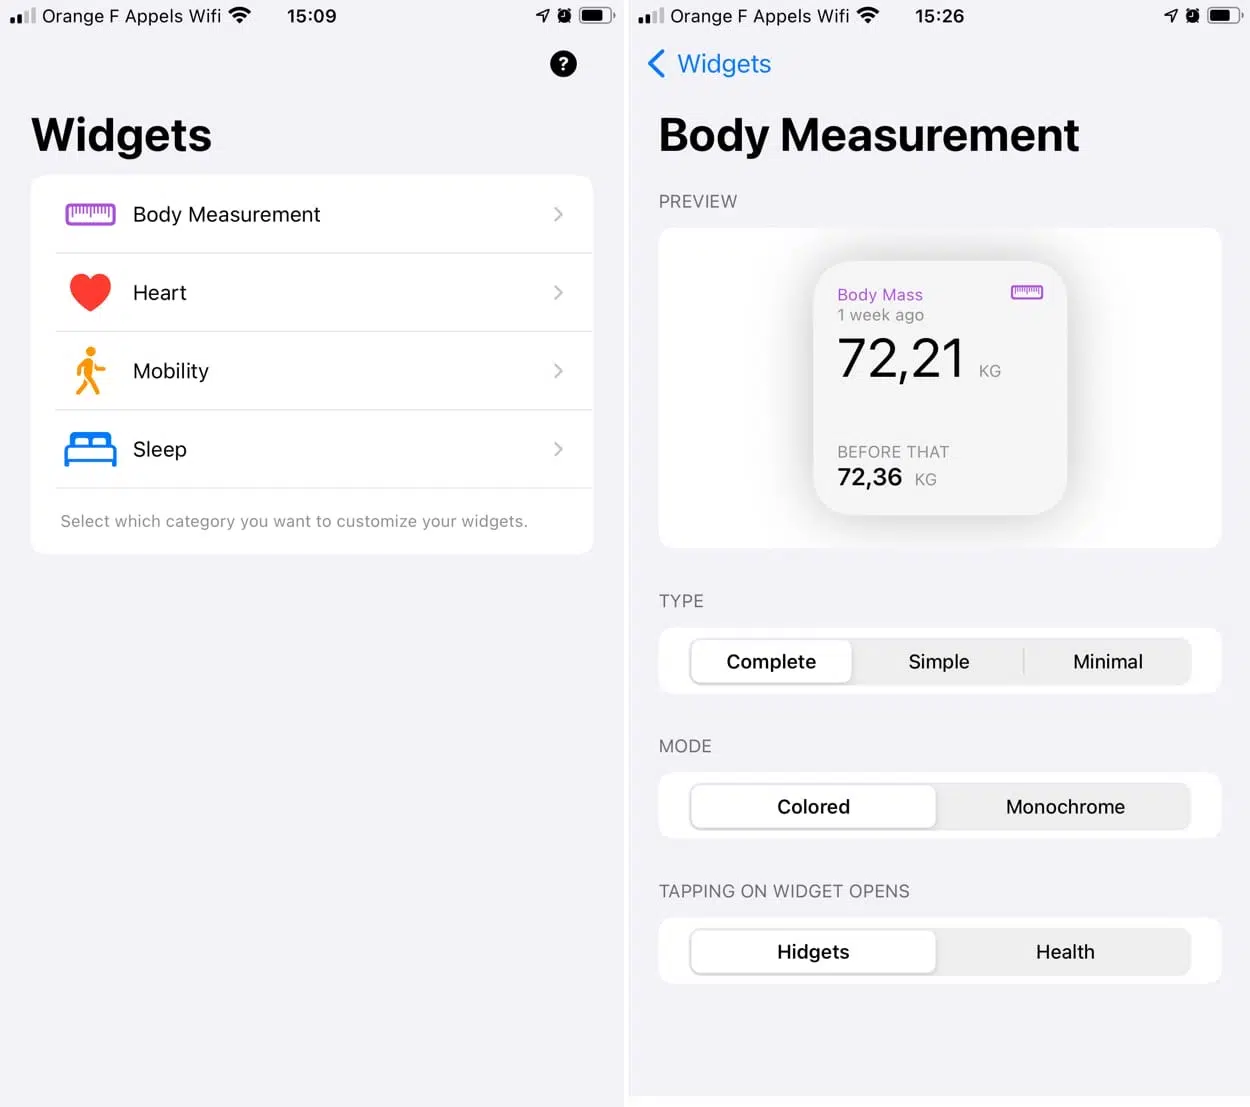 Orange F Appels Wifi 15:09
?
Widgets
Body Measurement
Heart
Mobility
Sleep
Select which category you want to customize your widgets.
Orange F Appels Wifi 15:26
Widgets
Body Measurement
PREVIEW
Body Mass
1 week ago
72,21 KG
BEFORE THAT
72,36 KG
TYPE
Complete Simple Minimal
MODE
Colored Monochrome
TAPPING ON WIDGET OPENS
Hidgets Health